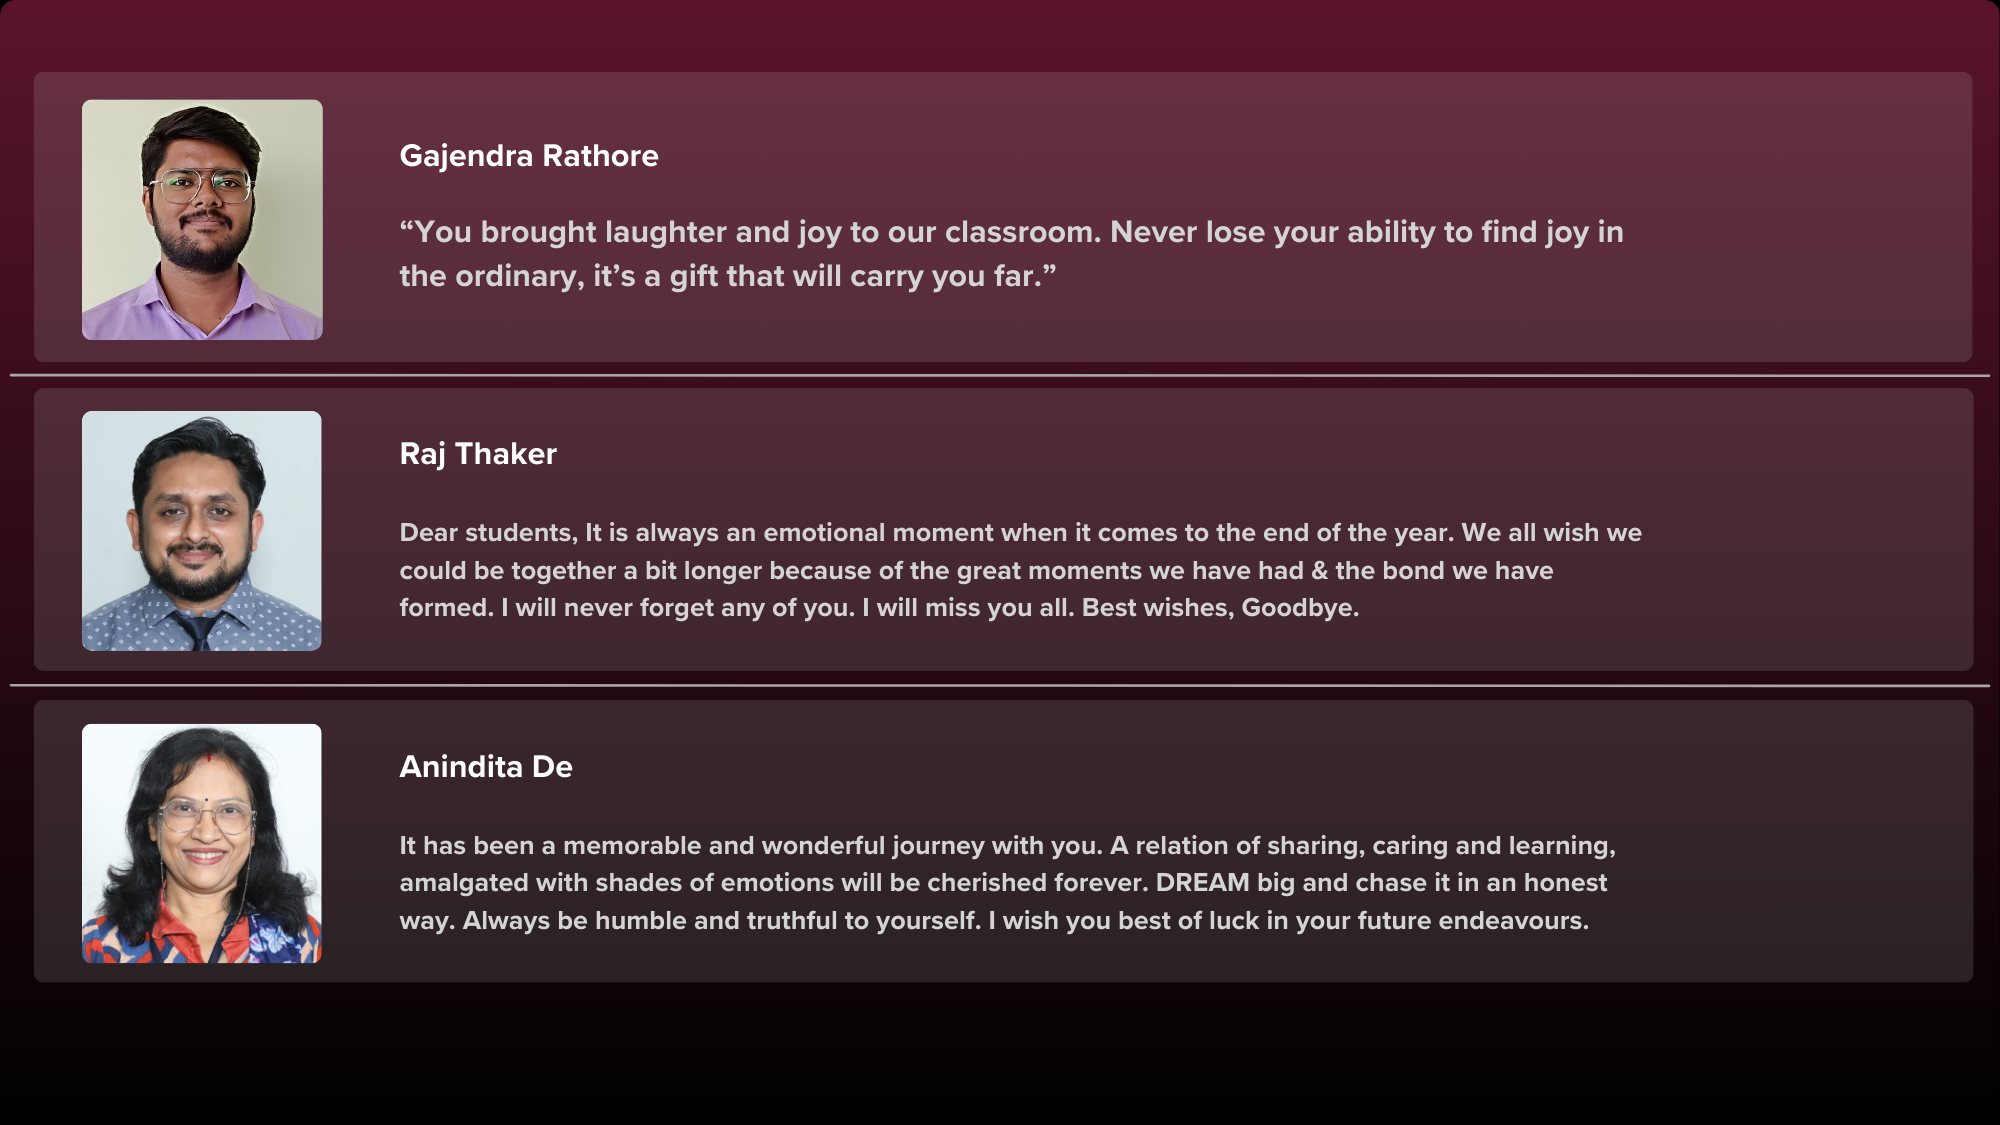 Gajendra Rathore
“You brought laughter and joy to our classroom. Never lose your ability to find joy in
the ordinary, it’s a gift that will carry you far.”
Raj Thaker
Dear students, It is always an emotional moment when it comes to the end of the year. We all wish we
could be together a bit longer because of the great moments we have had & the bond we have
formed. I will never forget any of you. I will miss you all. Best wishes, Goodbye.
Anindita De
It has been a memorable and wonderful journey with you. A relation of sharing, caring and learning,
amalgated with shades of emotions will be cherished forever. DREAM big and chase it in an honest
way. Always be humble and truthful to yourself. I wish you best of luck in your future endeavours.